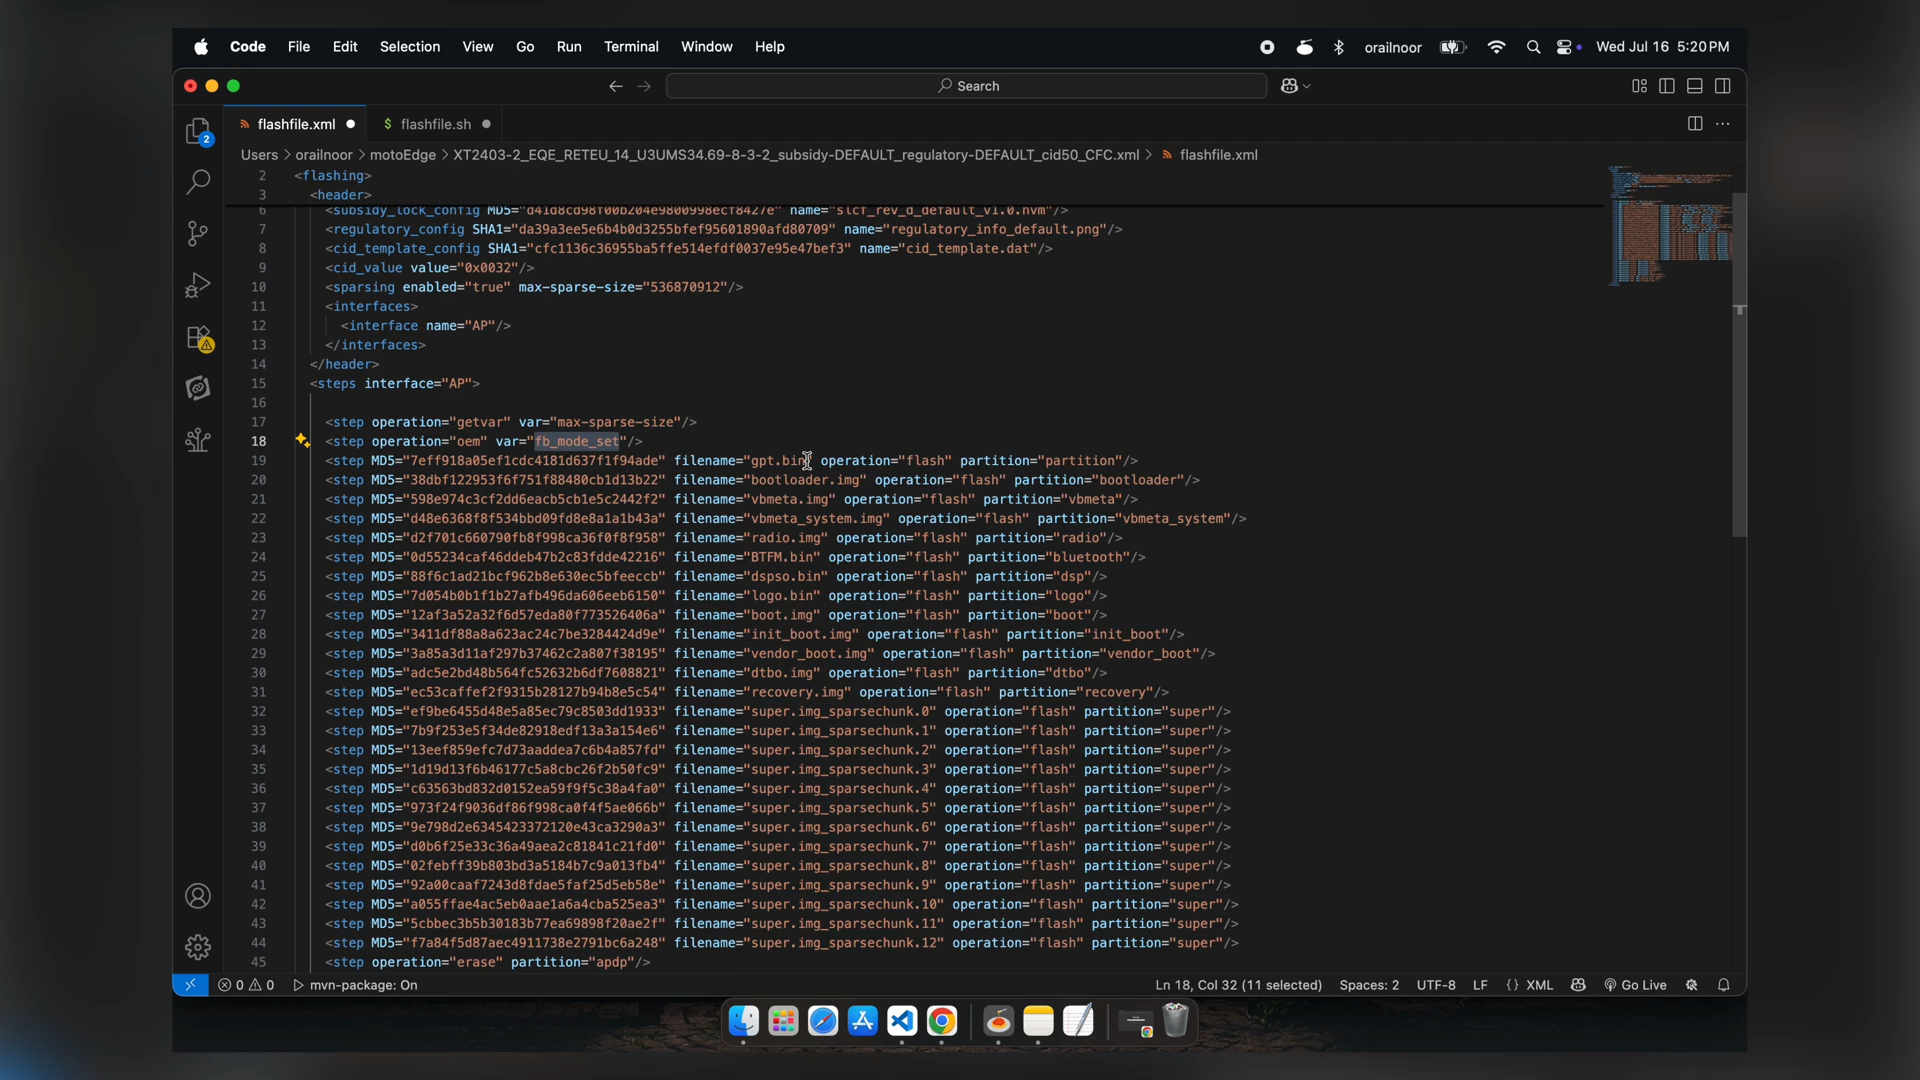 Code File Edit Selection View Go Run Terminal Window Help orailnoor Wed Jul 16 5:20 PM
Search
flashfile.xml $ flashfile.sh
2
Users > orailnoor > motoEdge > XT2403-2_EQE_RETEU_14_U3UMS34.69-8-3-2_subsidy-DEFAULT_regulatory-DEFAULT_cid50_CFC.xml > flashfile.xml
2 <flashing>
3 <header>
6 <subsidy_lock_config MD5="d41d8cd98f00b204e9800998ecf8427e" name="slcf_rev_d_default_v1.0.nvm"/>
7 <regulatory_config SHA1="da39a3ee5e6b4b0d3255bfef95601890afd80709" name="regulatory_info_default.png"/>
8 <cid_template_config SHA1="cfc1136c36955ba5ffe514efdf0037e95e47bef3" name="cid_template.dat"/>
9 <cid_value value="0x0032"/>
10 <sparsing enabled="true" max-sparse-size="536870912"/>
11 <interfaces>
12 <interface name="AP"/>
13 </interfaces>
14 </header>
15 <steps interface="AP">
16
17 <step operation="getvar" var="max-sparse-size"/>
18 <step operation="oem" var="fb_mode_set"/>
19 <step MD5="7eff918a05ef1cdc4181d637f1f94ade" filename="gpt.bin" operation="flash" partition="partition"/>
20 <step MD5="38dbf122953f6f751f88480cb1d13b22" filename="bootloader.img" operation="flash" partition="bootloader"/>
21 <step MD5="598e974c3cf2dd6eacb5cb1e5c2442f2" filename="vbmeta.img" operation="flash" partition="vbmeta"/>
22 <step MD5="d48e6368f8f534bbd09fd8e8a1a1b43a" filename="vbmeta_system.img" operation="flash" partition="vbmeta_system"/>
23 <step MD5="d2f701c660790fb8f998ca36f0f8f958" filename="radio.img" operation="flash" partition="radio"/>
24 <step MD5="0d55234caf46ddeb47b2c83fdde42216" filename="BTFM.bin" operation="flash" partition="bluetooth"/>
25 <step MD5="88f6c1ad21bcf962b8e630ec5bfeeccb" filename="dspso.bin" operation="flash" partition="dsp"/>
26 <step MD5="7d054b0b1f1b27afb496da606eeb6150" filename="logo.bin" operation="flash" partition="logo"/>
27 <step MD5="12af3a52a32f6d57eda80f773526406a" filename="boot.img" operation="flash" partition="boot"/>
28 <step MD5="3411df88a8a623ac24c7be3284424d9e" filename="init_boot.img" operation="flash" partition="init_boot"/>
29 <step MD5="3a85a3d11af297b37462c2a807f38195" filename="vendor_boot.img" operation="flash" partition="vendor_boot"/>
30 <step MD5="adc5e2bd48b564fc52632b6df7608821" filename="dtbo.img" operation="flash" partition="dtbo"/>
31 <step MD5="ec53caffef2f9315b28127b94b8e5c54" filename="recovery.img" operation="flash" partition="recovery"/>
32 <step MD5="ef9be6455d48e5a85ec79c8503dd1933" filename="super.img_sparsechunk.0" operation="flash" partition="super"/>
33 <step MD5="7b9f253e5f34de82918edf13a3a154e6" filename="super.img_sparsechunk.1" operation="flash" partition="super"/>
34 <step MD5="13eef859efc7d73aaddea7c6b4a857fd" filename="super.img_sparsechunk.2" operation="flash" partition="super"/>
35 <step MD5="1d19d13f6b46177c5a8cbc26f2b50fc9" filename="super.img_sparsechunk.3" operation="flash" partition="super"/>
36 <step MD5="c63563bd832d0152ea59f9f5c38a4fa0" filename="super.img_sparsechunk.4" operation="flash" partition="super"/>
37 <step MD5="973f24f9036df86f998ca0f4f5ae066b" filename="super.img_sparsechunk.5" operation="flash" partition="super"/>
38 <step MD5="9e798d2e6345423372120e43ca3290a3" filename="super.img_sparsechunk.6" operation="flash" partition="super"/>
39 <step MD5="d0b6f25e33c36a49aea2c81841c21fd0" filename="super.img_sparsechunk.7" operation="flash" partition="super"/>
40 <step MD5="02febff39b803bd3a5184b7c9a013fb4" filename="super.img_sparsechunk.8" operation="flash" partition="super"/>
41 <step MD5="92a00caaf7243d8fdae5faf25d5eb58e" filename="super.img_sparsechunk.9" operation="flash" partition="super"/>
42 <step MD5="a055ffae4ac5eb0aae1a6a4cba525ea3" filename="super.img_sparsechunk.10" operation="flash" partition="super"/>
43 <step MD5="5cbbec3b5b30183b77ea69898f20ae2f" filename="super.img_sparsechunk.11" operation="flash" partition="super"/>
44 <step MD5="f7a84f5d87aec4911738e2791bc6a248" filename="super.img_sparsechunk.12" operation="flash" partition="super"/>
45 <step operation="erase" partition="apdp"/>
0 0 mvn-package: On Ln 18, Col 32 (11 selected) Spaces: 2 UTF-8 LF {} XML Go Live